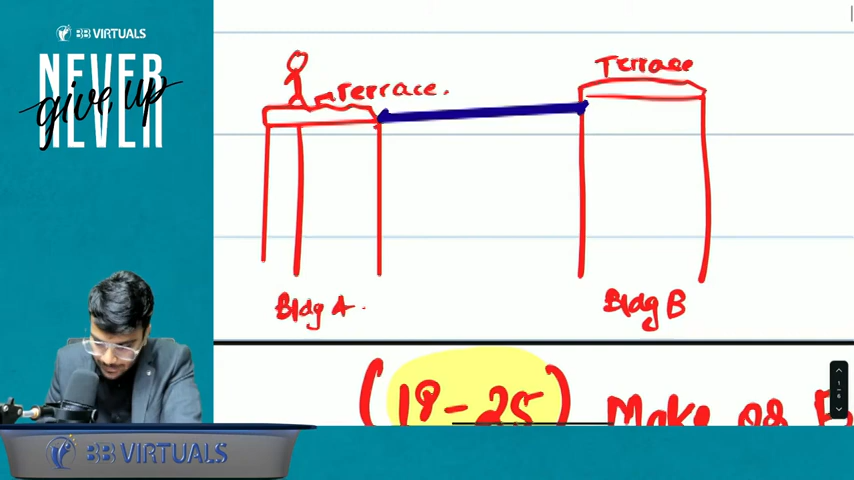 BB VIRTUALS
NEVER
give up
NEVER
Terrace.
Terrace
Bldg A
Bldg B
(18-25) Make or
BB VIRTUALS